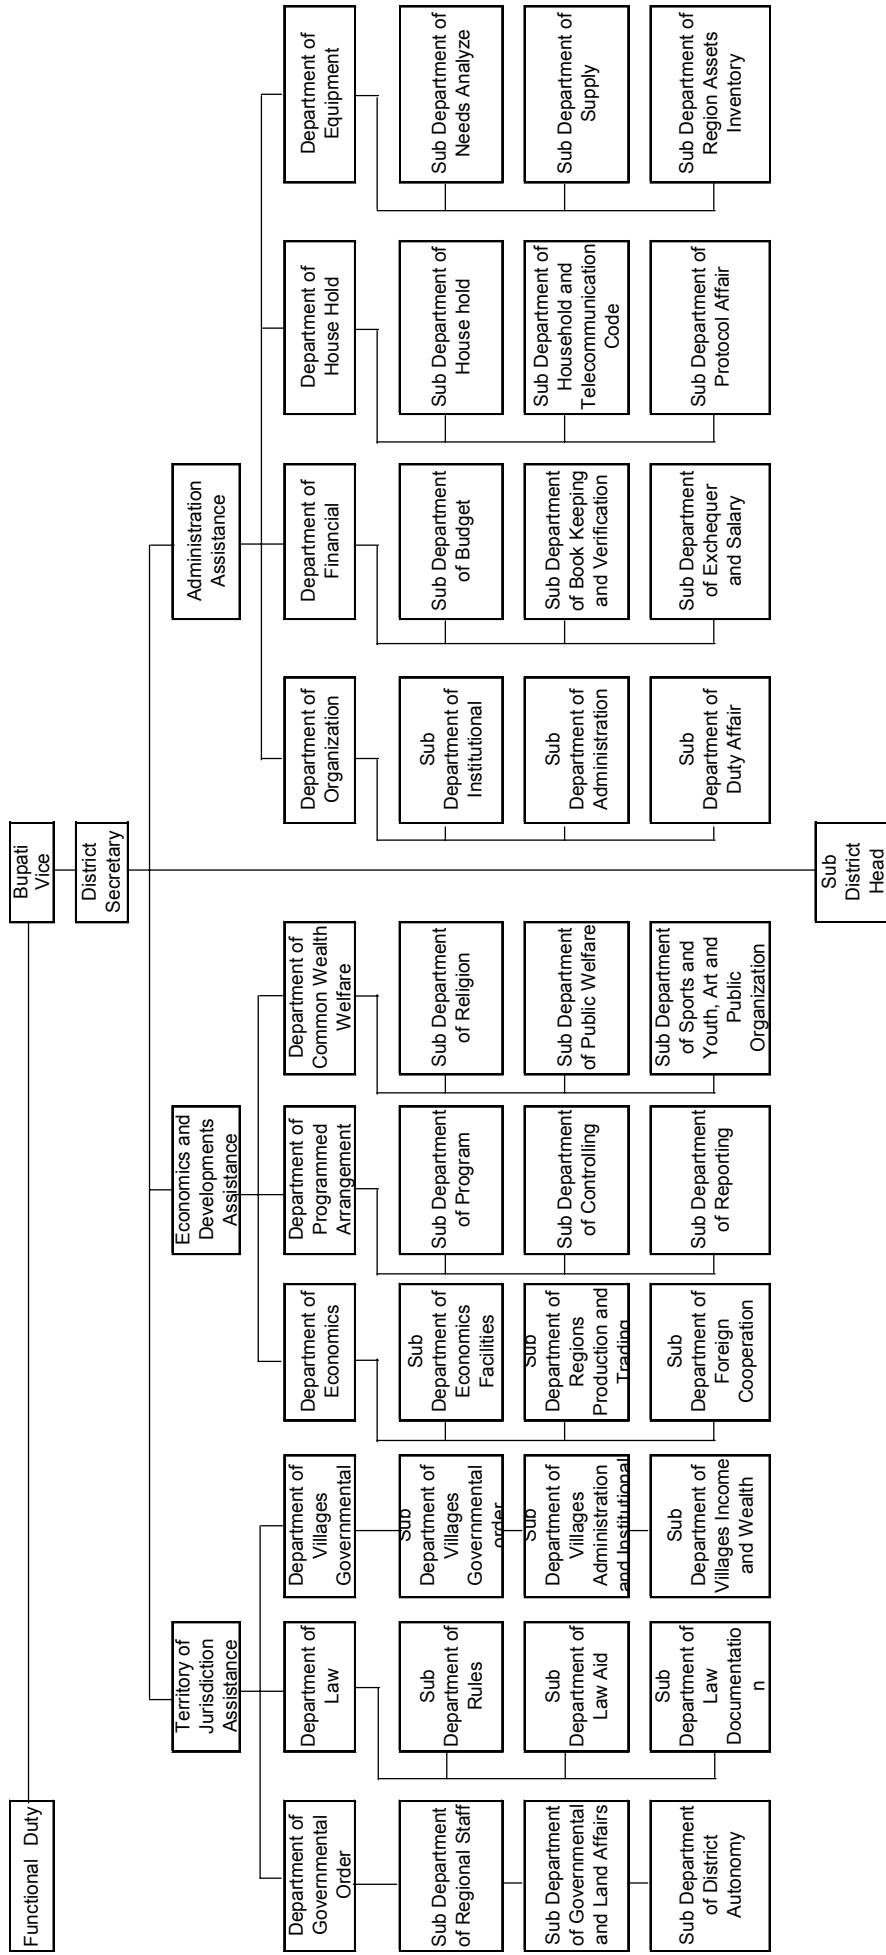 Functional Duty
Bupati
Vice
District
Secretary
Territory of
Jurisdiction
Assistance
Economics and
Developments
Assistance
Administration
Assistance
Department of
Governmental
Order
Department of
Law
Department of
Villages
Governmental
Department of
Economics
Department of
Programmed
Arrangement
Department of
Common Wealth
Welfare
Department of
Organization
Department of
Financial
Department of
House Hold
Department of
Equipment
Sub Department
of Regional Staff
Sub
Department of
Rules
Sub
Department of
Villages
Governmental
order
Sub
Department of
Economics
Facilities
Sub Department
of Program
Sub Department
of Religion
Sub
Department of
Institutional
Sub Department
of Budget
Sub Department of
House hold
Sub Department of
Needs Analyze
Sub Department
of Governmental
and Land Affairs
Sub
Department of
Law Aid
Sub
Department of
Villages
Administration
and Institutional
Sub
Department of
Regions
Production and
Trading
Sub Department
of Controlling
Sub Department
of Public Welfare
Sub
Department of
Administration
Sub Department
of Book Keeping
and Verification
Sub Department of
Household and
Telecommunication
Code
Sub Department of
Supply
Sub Department
of District
Autonomy
Sub
Department of
Law
Documentatio
n
Sub
Department of
Villages Income
and Wealth
Sub
Department of
Foreign
Cooperation
Sub Department
of Reporting
Sub Department
of Sports and
Youth, Art and
Public
Organization
Sub
Department of
Duty Affair
Sub Department
of Exchequer
and Salary
Sub Department of
Protocol Affair
Sub Department of
Region Assets
Inventory
Sub
District
Head